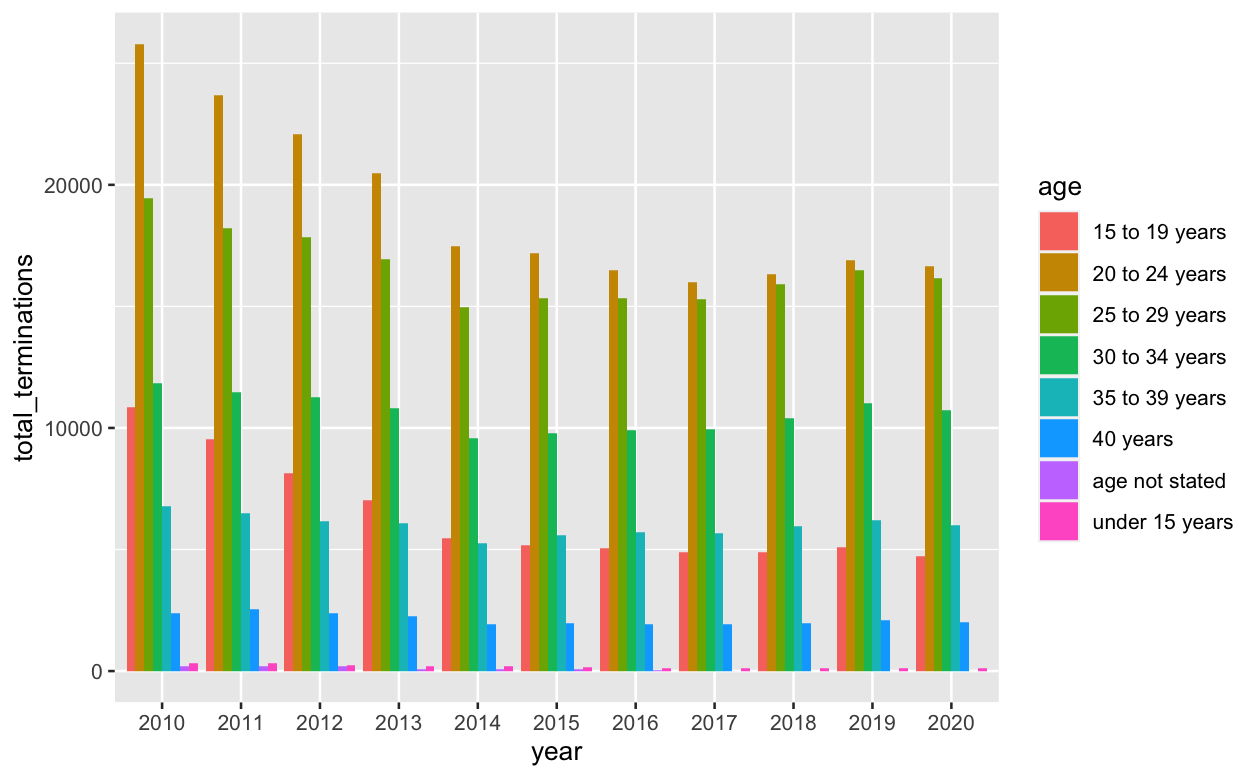 20000
10000
0
total_terminations
2010 2011 2012 2013 2014 2015 2016 2017 2018 2019 2020
year
age
15 to 19 years
20 to 24 years
25 to 29 years
30 to 34 years
35 to 39 years
40 years
age not stated
under 15 years